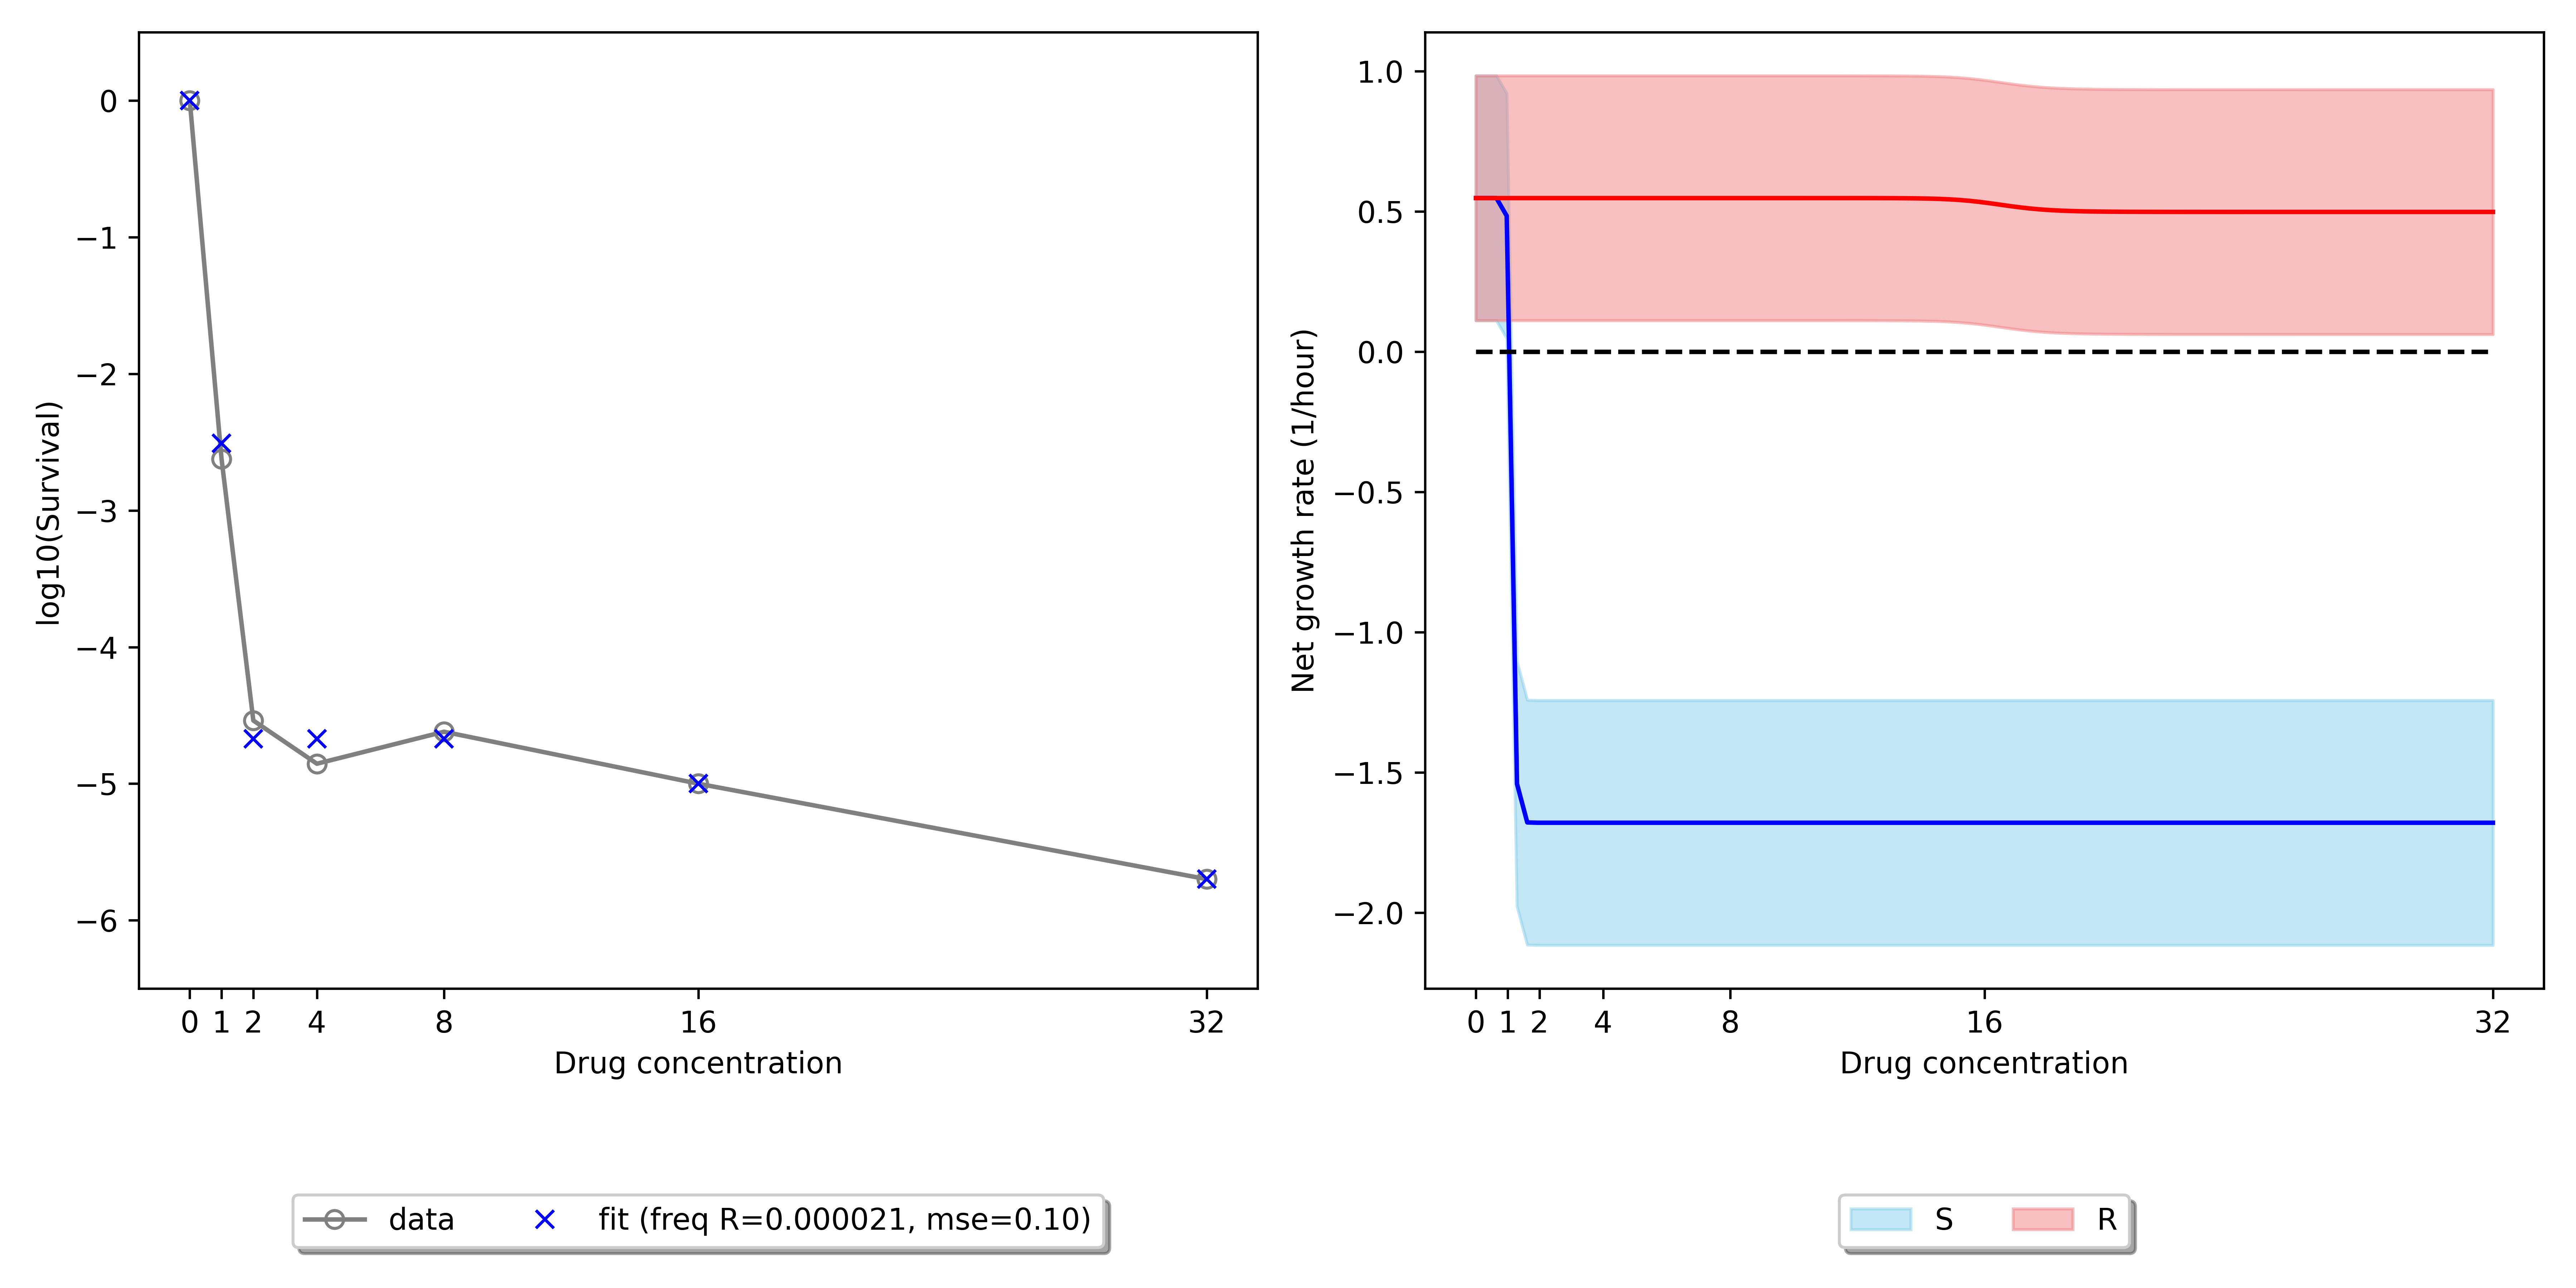 log10(Survival)
0
−1
−2
−3
−4
−5
−6
0 1 2 4 8 16 32
Drug concentration
data fit (freq R=0.000021, mse=0.10)
Net growth rate (1/hour)
1.0
0.5
0.0
−0.5
−1.0
−1.5
−2.0
0 1 2 4 8 16 32
Drug concentration
S R